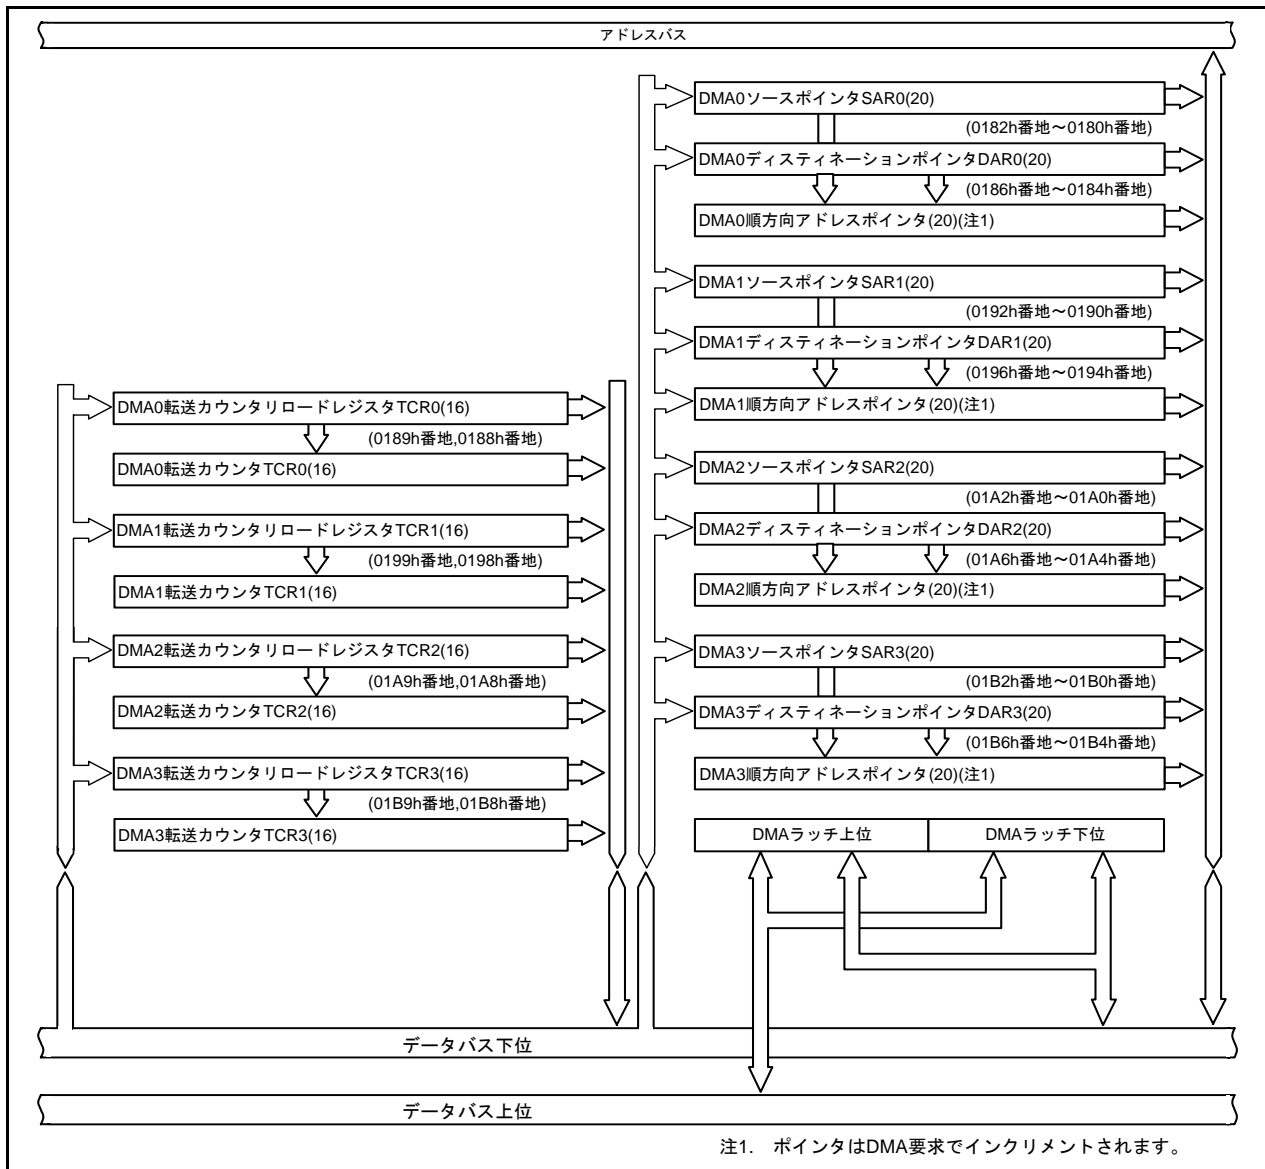 アドレスバス
DMA0ソースポインタSAR0(20)
(0182h番地～0180h番地)
DMA0ディスティネーションポインタDAR0(20)
(0186h番地～0184h番地)
DMA0順方向アドレスポインタ(20)(注1)
DMA1ソースポインタSAR1(20)
(0192h番地～0190h番地)
DMA1ディスティネーションポインタDAR1(20)
(0196h番地～0194h番地)
DMA1順方向アドレスポインタ(20)(注1)
DMA2ソースポインタSAR2(20)
(01A2h番地～01A0h番地)
DMA2ディスティネーションポインタDAR2(20)
(01A6h番地～01A4h番地)
DMA2順方向アドレスポインタ(20)(注1)
DMA3ソースポインタSAR3(20)
(01B2h番地～01B0h番地)
DMA3ディスティネーションポインタDAR3(20)
(01B6h番地～01B4h番地)
DMA3順方向アドレスポインタ(20)(注1)
DMA0転送カウンタリロードレジスタTCR0(16)
(0189h番地,0188h番地)
DMA0転送カウンタTCR0(16)
DMA1転送カウンタリロードレジスタTCR1(16)
(0199h番地,0198h番地)
DMA1転送カウンタTCR1(16)
DMA2転送カウンタリロードレジスタTCR2(16)
(01A9h番地,01A8h番地)
DMA2転送カウンタTCR2(16)
DMA3転送カウンタリロードレジスタTCR3(16)
(01B9h番地,01B8h番地)
DMA3転送カウンタTCR3(16)
DMAラッチ上位
DMAラッチ下位
データバス下位
データバス上位
注1. ポインタはDMA要求でインクリメントされます。